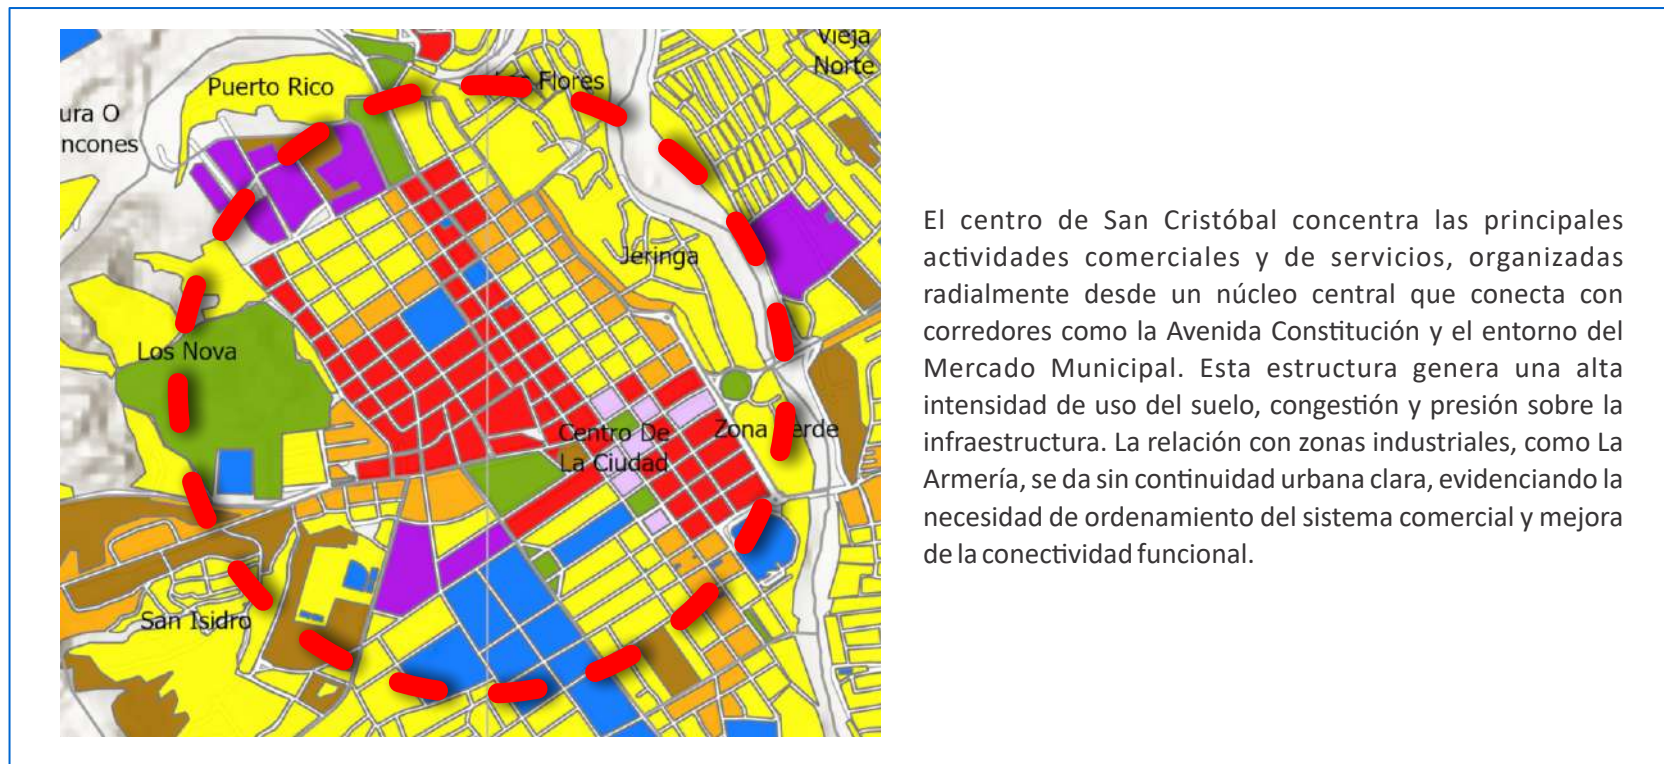 Vieja
Norte
Puerto Rico
Flores
ura O
ncones
Jeringa
Los Nova
Centro De
La Ciudad
Zona erde
San Isidro
El centro de San Cristóbal concentra las principales
actividades comerciales y de servicios, organizadas
radialmente desde un núcleo central que conecta con
corredores como la Avenida Constitución y el entorno del
Mercado Municipal. Esta estructura genera una alta
intensidad de uso del suelo, congestión y presión sobre la
infraestructura. La relación con zonas industriales, como La
Armería, se da sin continuidad urbana clara, evidenciando la
necesidad de ordenamiento del sistema comercial y mejora
de la conectividad funcional.